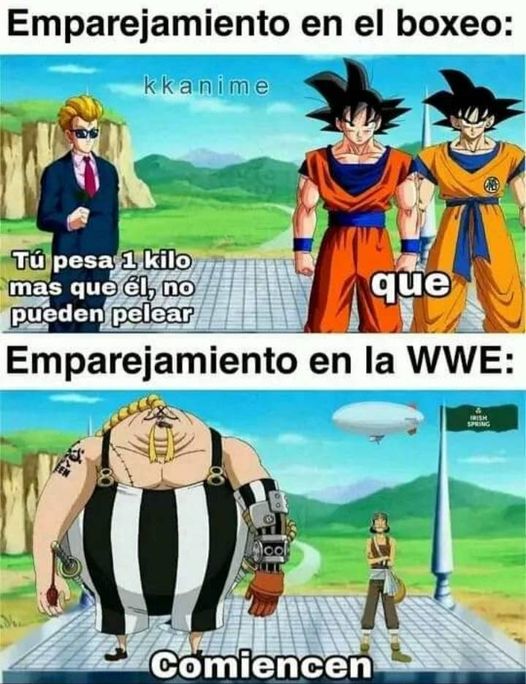 Emparejamiento en el boxeo:
kkanime
Tú pesa 1 kilo
mas que él, no
pueden pelear
que
Emparejamiento en la WWE:
IRISH
SPRING
Comiencen